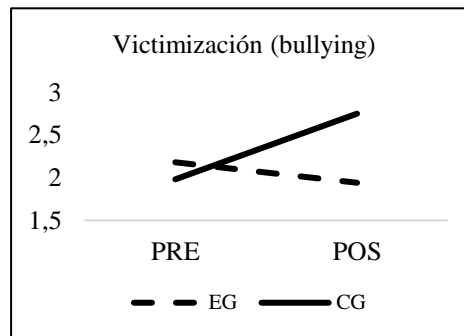 Victimización (bullying)
3
2,5
2
1,5
PRE POS
EG CG